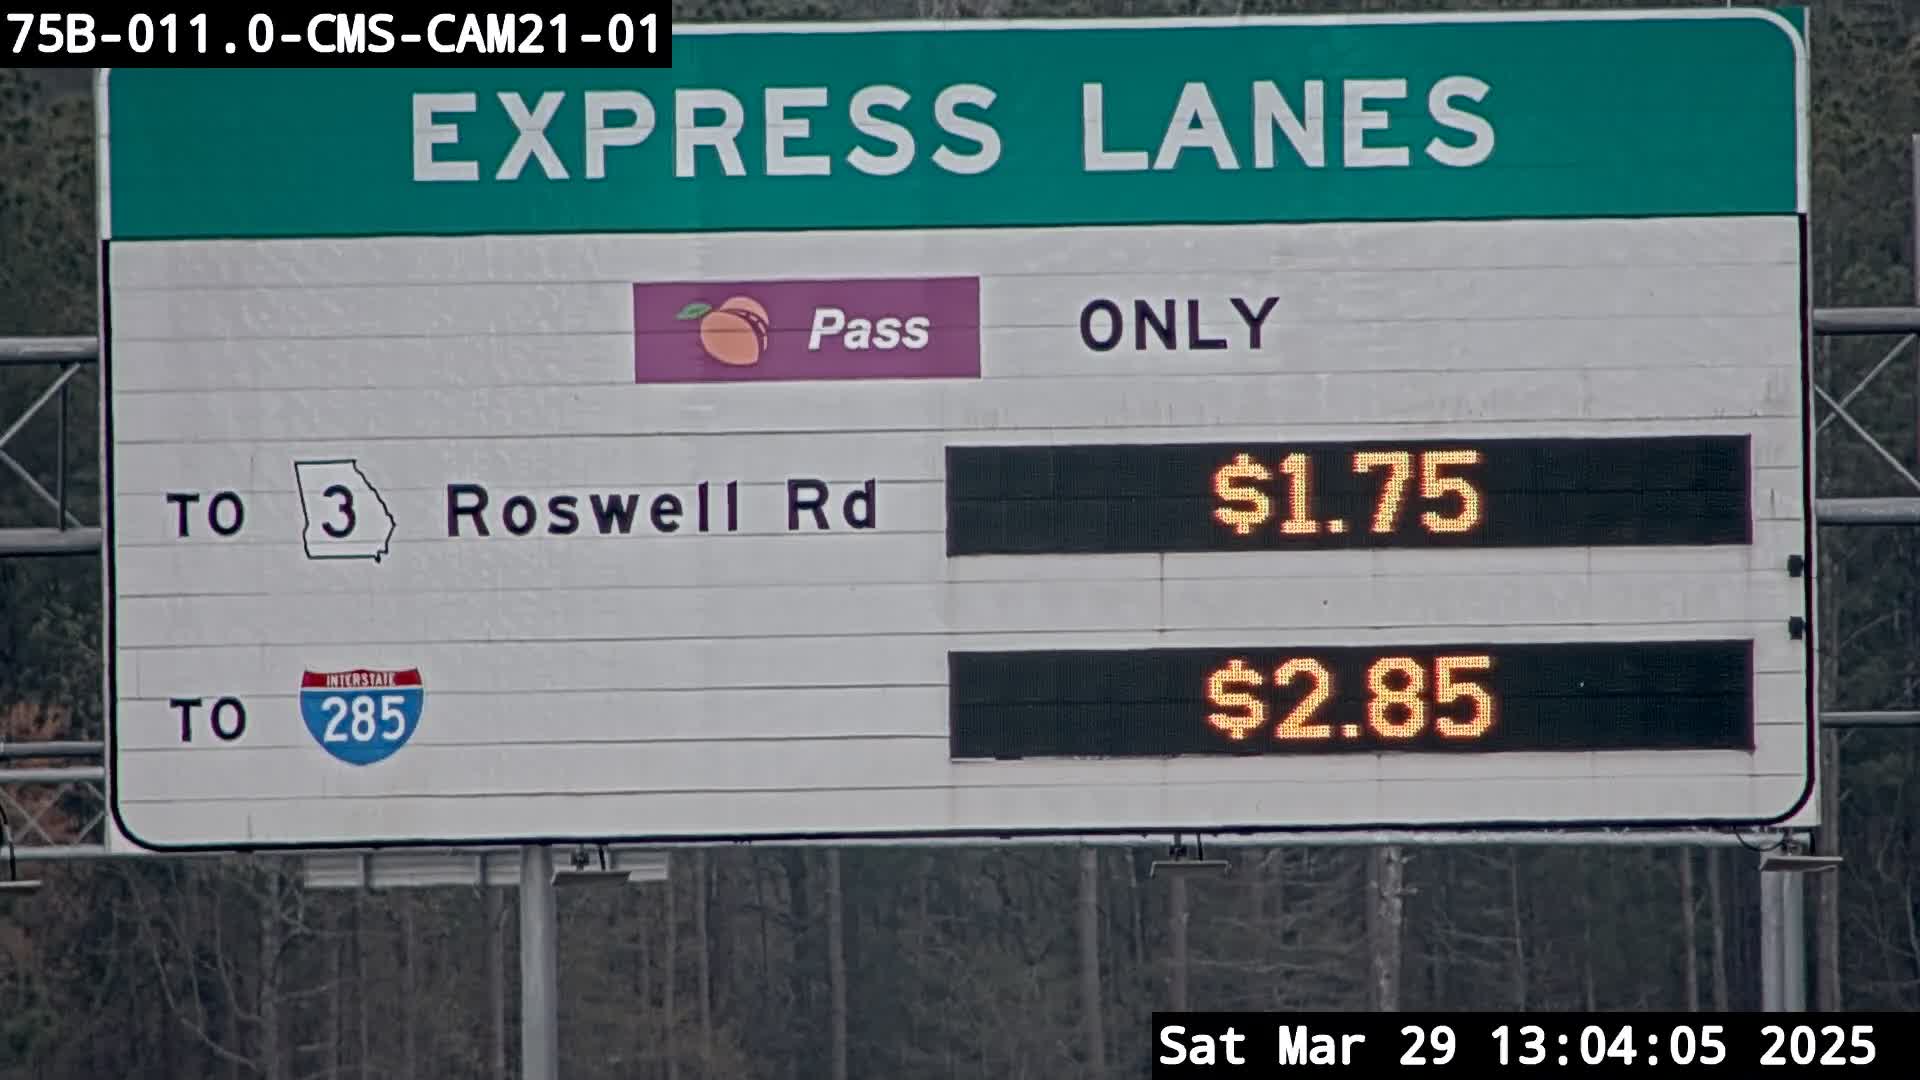 75B-011.0-CMS-CAM21-01
EXPRESS LANES
Pass ONLY
TO 3 Roswell Rd $1.75
INTERSTATE
TO 285 $2.85
Sat Mar 29 13:04:05 2025